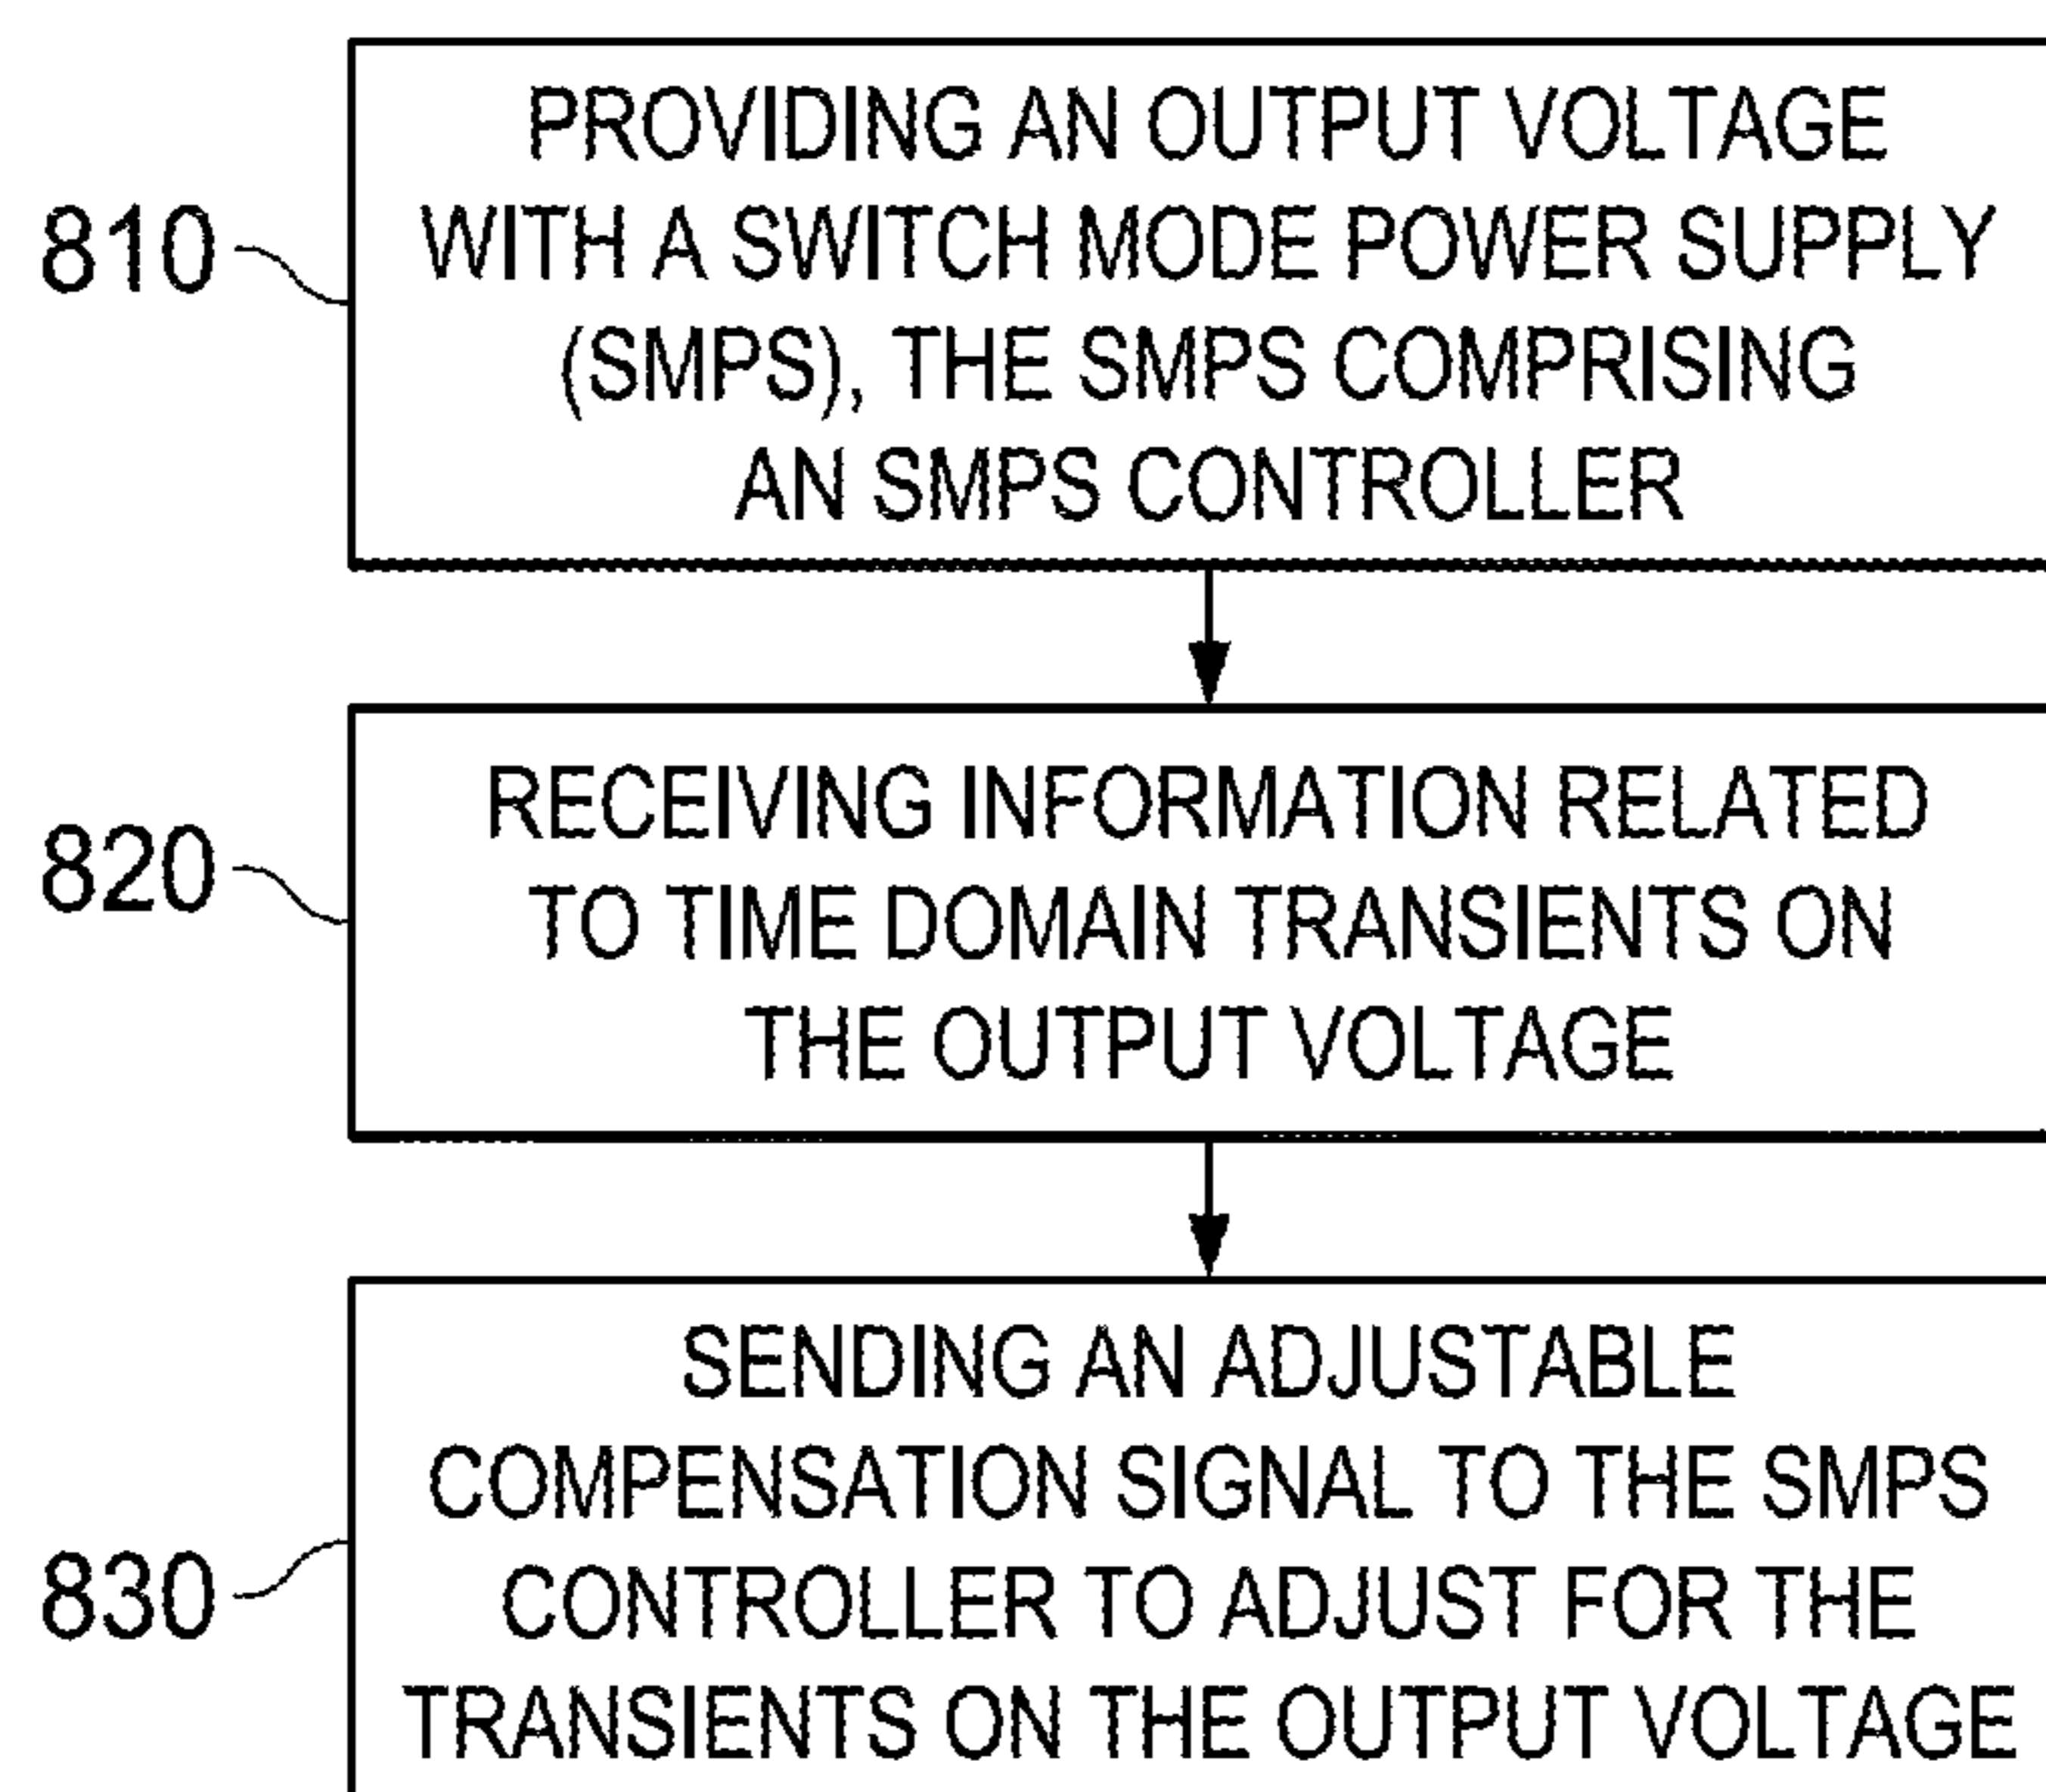 810
PROVIDING AN OUTPUT VOLTAGE
WITH A SWITCH MODE POWER SUPPLY
(SMPS), THE SMPS COMPRISING
AN SMPS CONTROLLER
820
RECEIVING INFORMATION RELATED
TO TIME DOMAIN TRANSIENTS ON
THE OUTPUT VOLTAGE
830
SENDING AN ADJUSTABLE
COMPENSATION SIGNAL TO THE SMPS
CONTROLLER TO ADJUST FOR THE
TRANSIENTS ON THE OUTPUT VOLTAGE